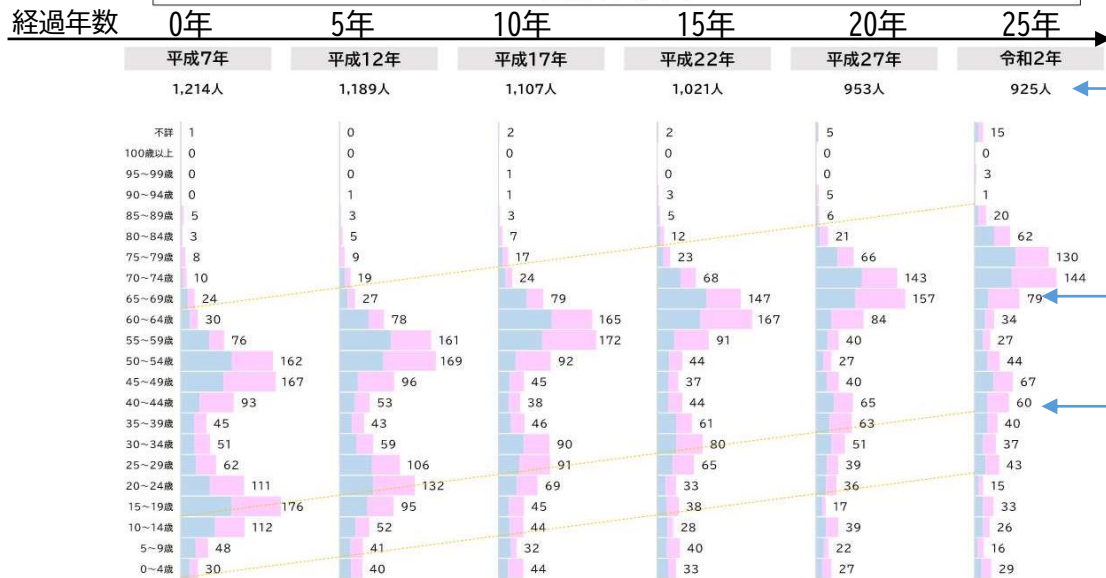 経過年数 0年 5年 10年 15年 20年 25年
平成7年 平成12年 平成17年 平成22年 平成27年 令和2年
1,214人 1,189人 1,107人 1,021人 953人 925人
不詳 1 0 2 2 5 15
100歳以上 0 0 0 0 0 0
95~99歳 0 0 1 0 0 3
90~94歳 0 1 1 3 5 1
85~89歳 5 3 3 5 6 20
80~84歳 3 5 7 12 21 62
75~79歳 8 9 17 23 66 130
70~74歳 10 19 24 68 143 144
65~69歳 24 27 79 147 157 79
60~64歳 30 78 165 167 84 34
55~59歳 76 161 172 91 40 27
50~54歳 162 169 92 44 27 44
45~49歳 167 96 45 37 40 67
40~44歳 93 53 38 44 65 60
35~39歳 45 43 46 61 63 40
30~34歳 51 59 90 80 51 37
25~29歳 62 106 91 65 39 43
20~24歳 111 132 69 33 36 15
15~19歳 176 95 45 38 17 33
10~14歳 112 52 44 28 39 26
5~9歳 48 41 32 40 22 16
0~4歳 30 40 44 33 27 29